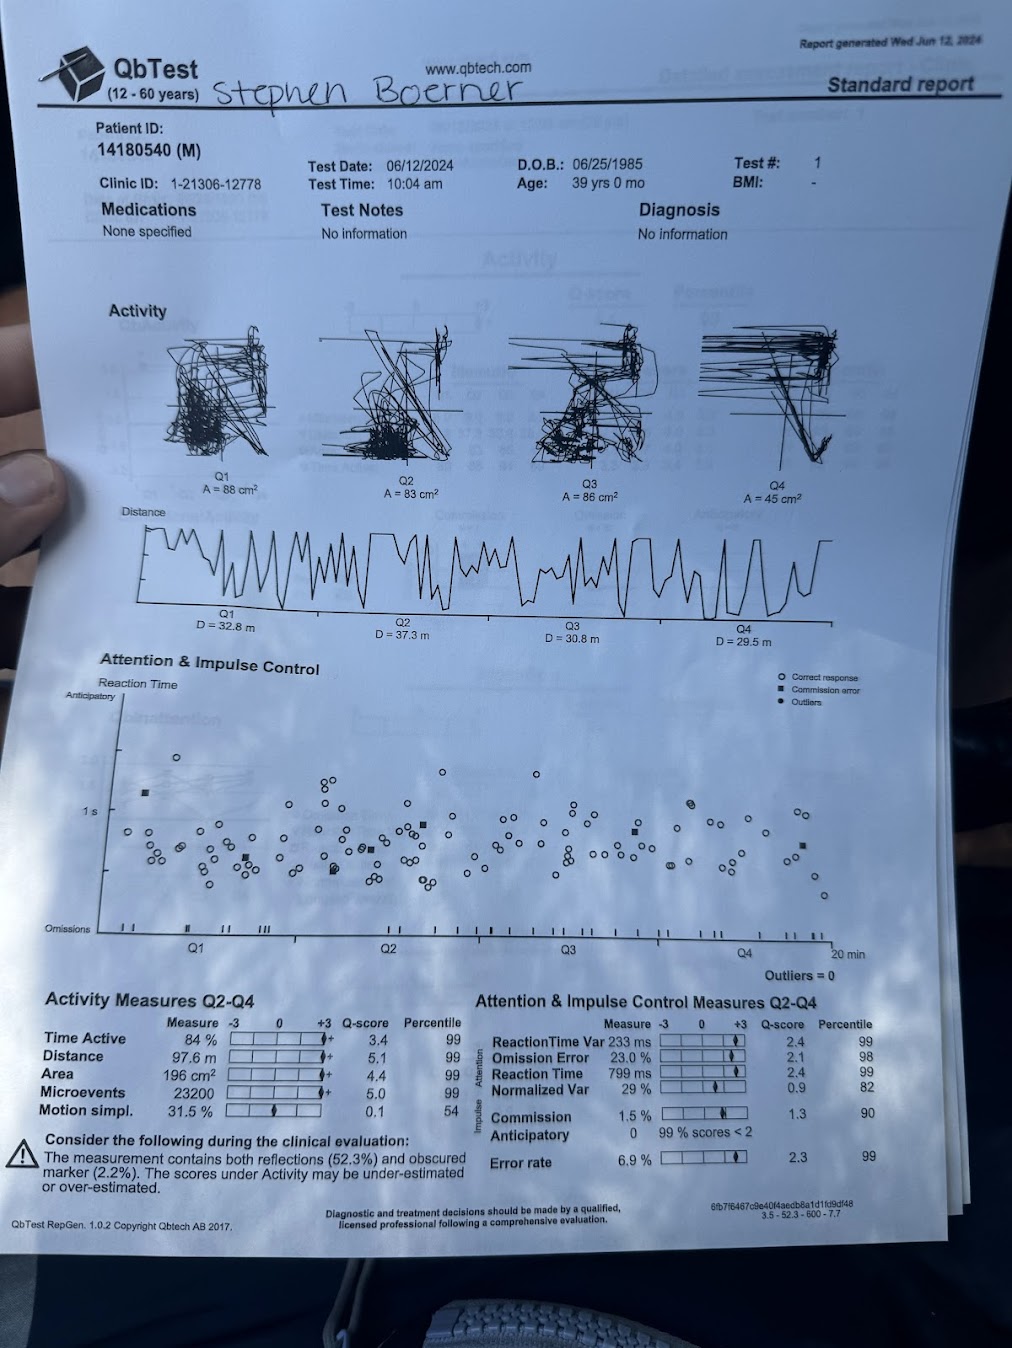 Report generated Wed Jun 12, 2024
QbTest
(12 - 60 years)
Stephen Boerner
www.qbtech.com
Standard report
Patient ID:
14180540 (M)
Clinic ID: 1-21306-12778
Test Date: 06/12/2024
Test Time: 10:04 am
D.O.B.: 06/25/1985
Age: 39 yrs 0 mo
Test #: 1
BMI: -
Medications
None specified
Test Notes
No information
Diagnosis
No information
Activity
Q1
A = 88 cm²
Q2
A = 83 cm²
Q3
A = 86 cm²
Q4
A = 45 cm²
Distance
Q1
D = 32.8 m
Q2
D = 37.3 m
Q3
D = 30.8 m
Q4
D = 29.5 m
Attention & Impulse Control
Reaction Time
Anticipatory
Correct response
Commission error
Outliers
1 s
Omissions
Q1 Q2 Q3 Q4 20 min
Outliers = 0
Activity Measures Q2-Q4
Measure -3 0 +3 Q-score Percentile
Time Active 84 % + 3.4 99
Distance 97.6 m + 5.1 99
Area 196 cm² + 4.4 99
Microevents 23200 + 5.0 99
Motion simpl. 31.5 % 0.1 54
Attention & Impulse Control Measures Q2-Q4
Measure -3 0 +3 Q-score Percentile
Attention
ReactionTime Var 233 ms 2.4 99
Omission Error 23.0 % 2.1 98
Reaction Time 799 ms 2.4 99
Normalized Var 29 % 0.9 82
Impulse
Commission 1.5 % 1.3 90
Anticipatory 0 99 % scores < 2
Error rate 6.9 % 2.3 99
Consider the following during the clinical evaluation:
The measurement contains both reflections (52.3%) and obscured
marker (2.2%). The scores under Activity may be under-estimated
or over-estimated.
QbTest RepGen. 1.0.2 Copyright Qbtech AB 2017.
Diagnostic and treatment decisions should be made by a qualified,
licensed professional following a comprehensive evaluation.
3.5 - 52.3 - 600 - 7.7